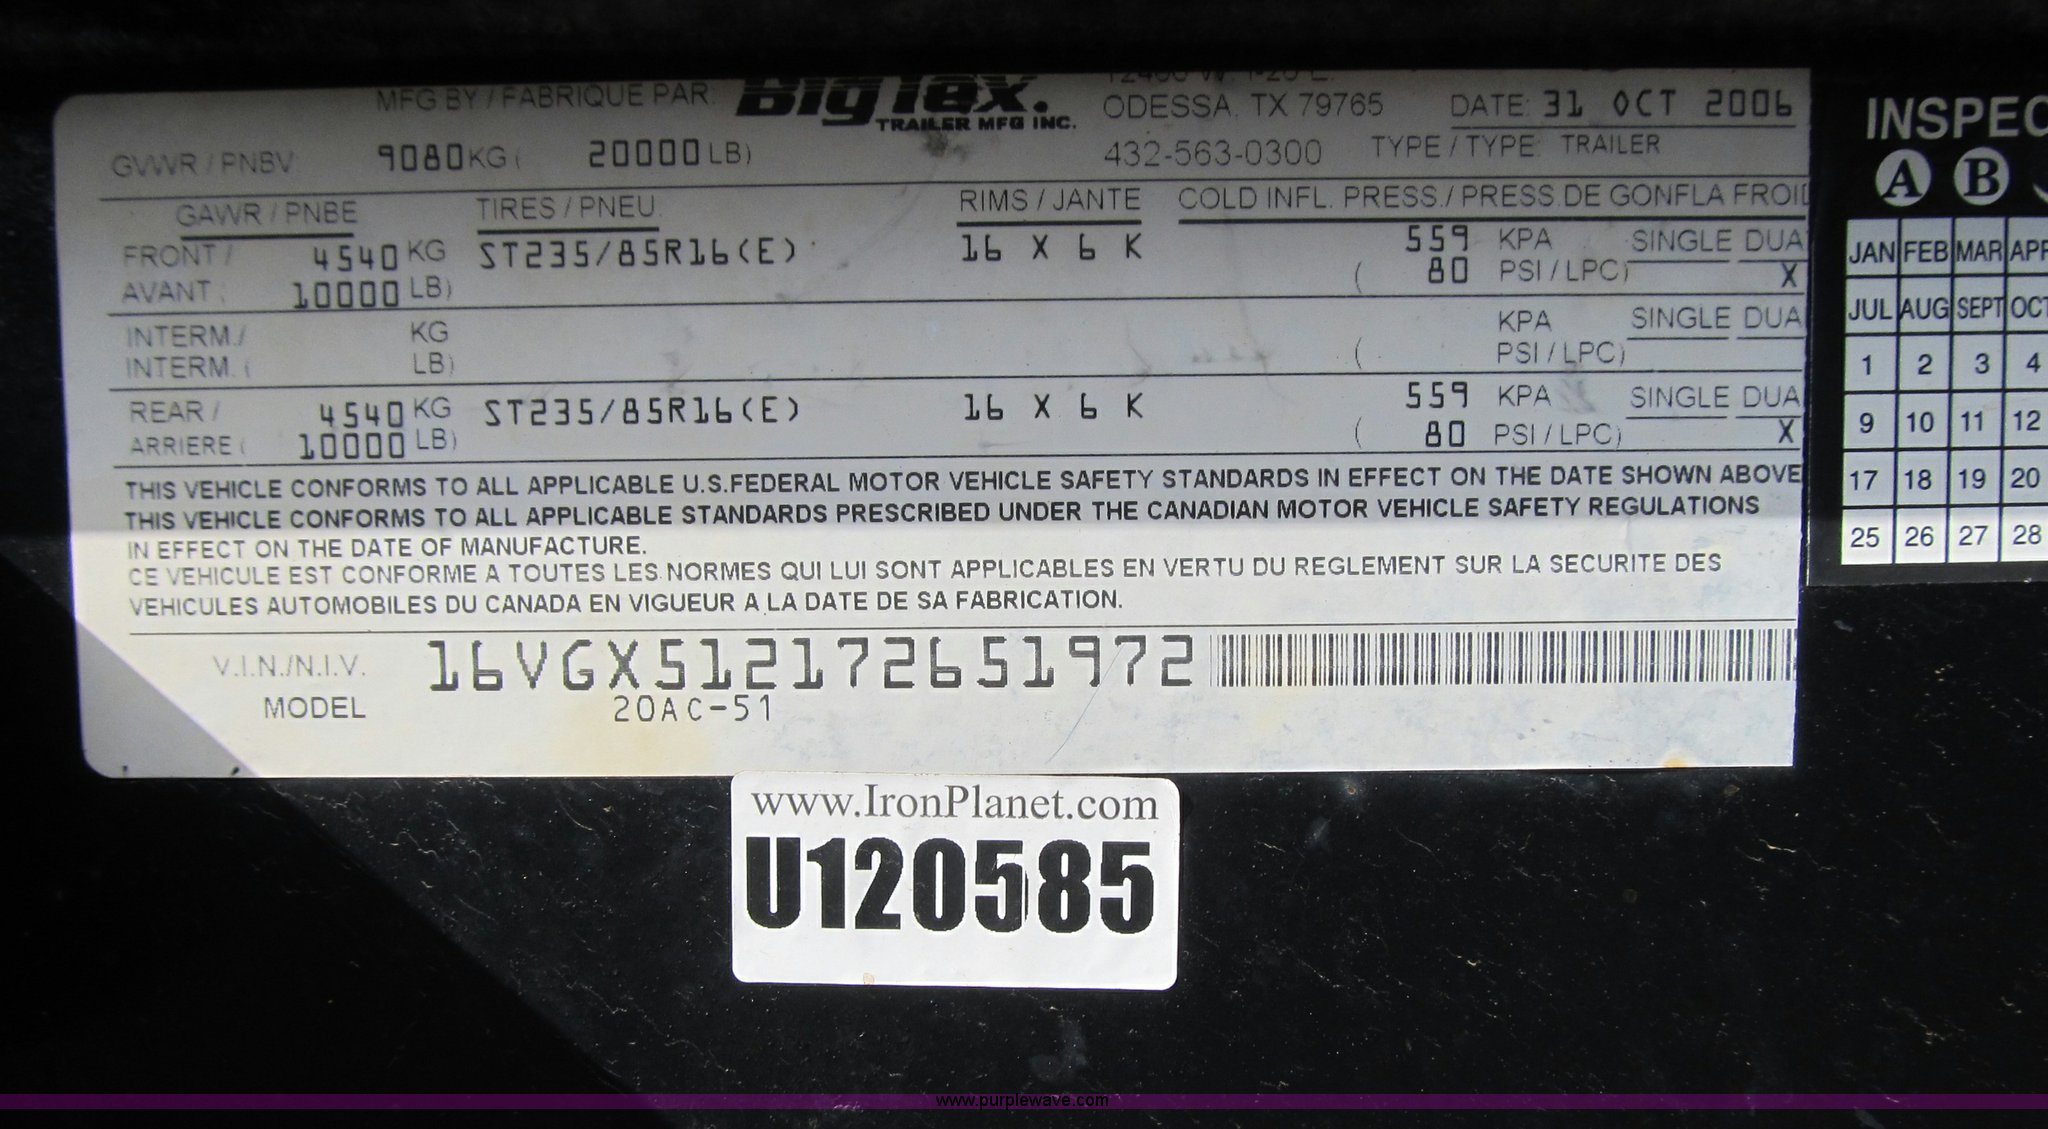 MFG BY / FABRIQUE PAR: Big Tex. ODESSA, TX 79765 DATE: 31 OCT 2006
TRAILER MFG INC.
GVWR / PNBV 9080 KG ( 20000 LB) 432-563-0300 TYPE / TYPE: TRAILER
GAWR / PNBE TIRES / PNEU RIMS / JANTE COLD INFL. PRESS./ PRESS.DE GONFLA FROID
FRONT / 4540 KG ST235/85R16(E) 16 X 6 K 559 KPA SINGLE DUA
AVANT ( 10000 LB) ( 80 PSI / LPC) X
INTERM./ KG KPA SINGLE DUA
INTERM. ( LB) ( PSI / LPC)
REAR / 4540 KG ST235/85R16(E) 16 X 6 K 559 KPA SINGLE DUA
ARRIERE ( 10000 LB) ( 80 PSI / LPC) X
THIS VEHICLE CONFORMS TO ALL APPLICABLE U.S.FEDERAL MOTOR VEHICLE SAFETY STANDARDS IN EFFECT ON THE DATE SHOWN ABOVE
THIS VEHICLE CONFORMS TO ALL APPLICABLE STANDARDS PRESCRIBED UNDER THE CANADIAN MOTOR VEHICLE SAFETY REGULATIONS
IN EFFECT ON THE DATE OF MANUFACTURE.
CE VEHICULE EST CONFORME A TOUTES LES NORMES QUI LUI SONT APPLICABLES EN VERTU DU REGLEMENT SUR LA SECURITE DES
VEHICULES AUTOMOBILES DU CANADA EN VIGUEUR A LA DATE DE SA FABRICATION.
V.I.N./N.I.V. 16VGX512172651972
MODEL 20AC-51
INSPEC
A B
JAN FEB MAR APR
JUL AUG SEPT OCT
1 2 3 4
9 10 11 12
17 18 19 20
25 26 27 28
www.IronPlanet.com
U120585
www.purplewave.com